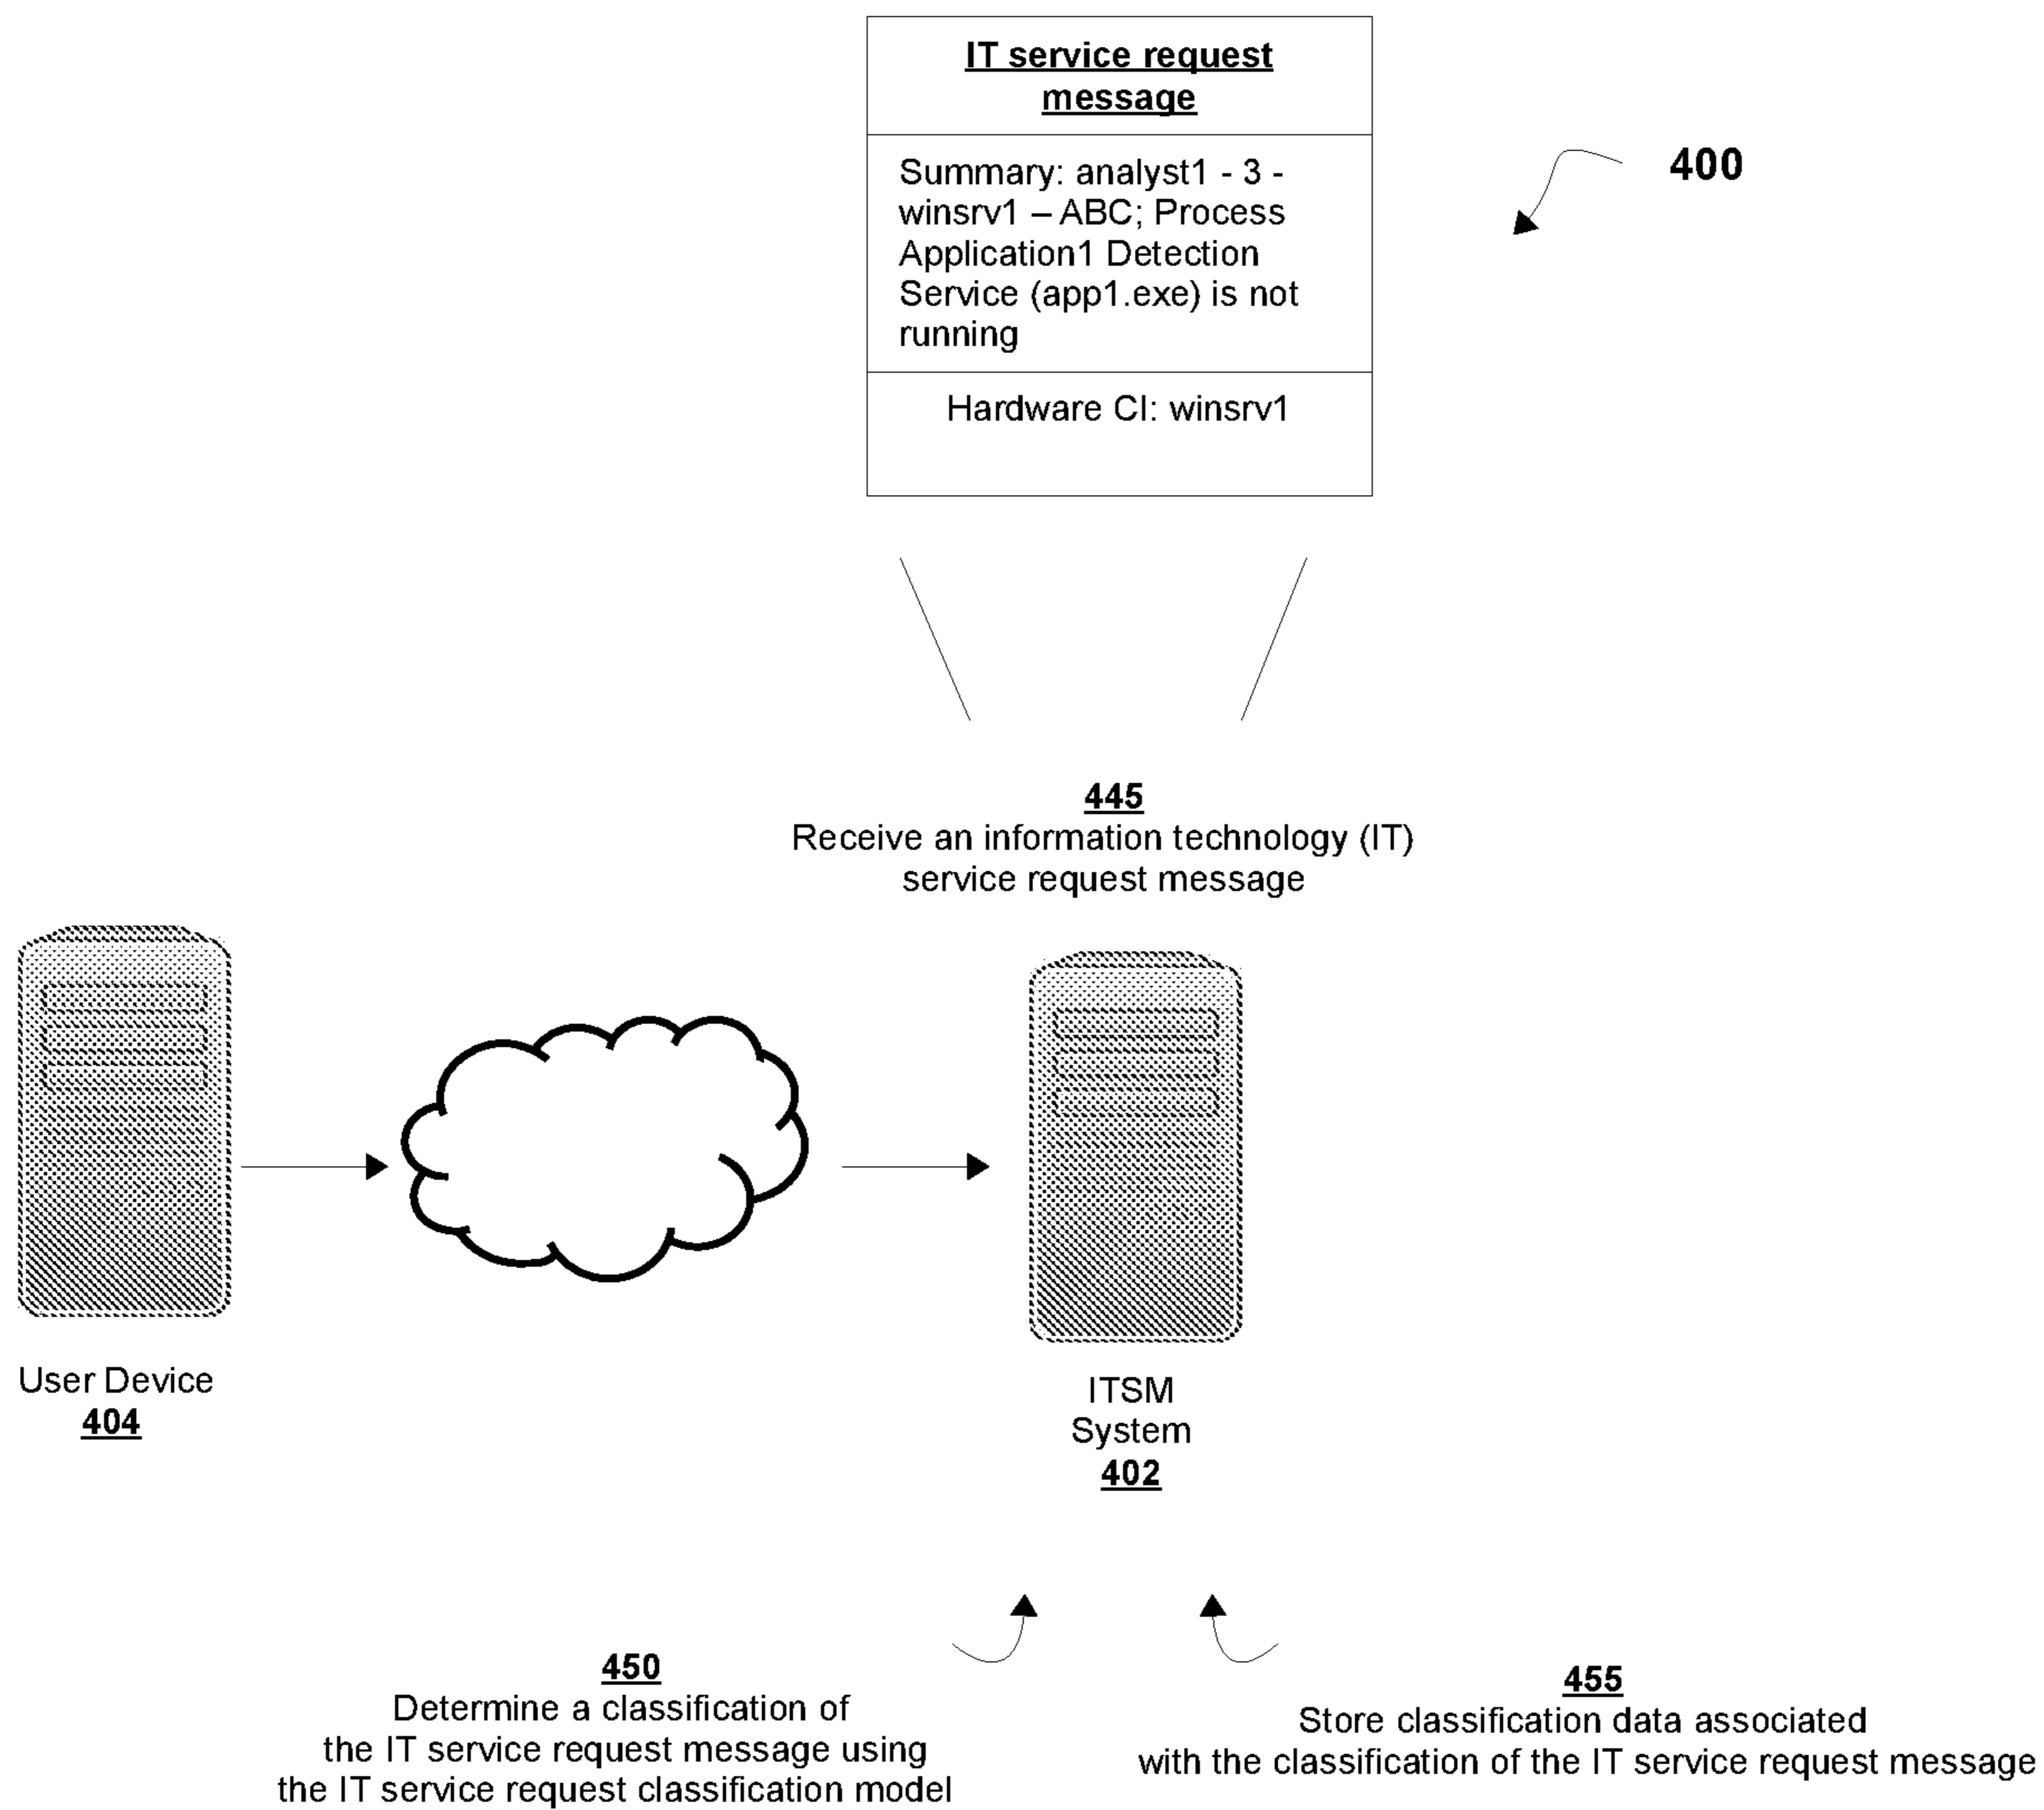 IT service request
message
Summary: analyst1 - 3 -
winsrv1 – ABC; Process
Application1 Detection
Service (app1.exe) is not
running
Hardware CI: winsrv1
400
445
Receive an information technology (IT)
service request message
User Device
404
ITSM
System
402
450
Determine a classification of
the IT service request message using
the IT service request classification model
455
Store classification data associated
with the classification of the IT service request message